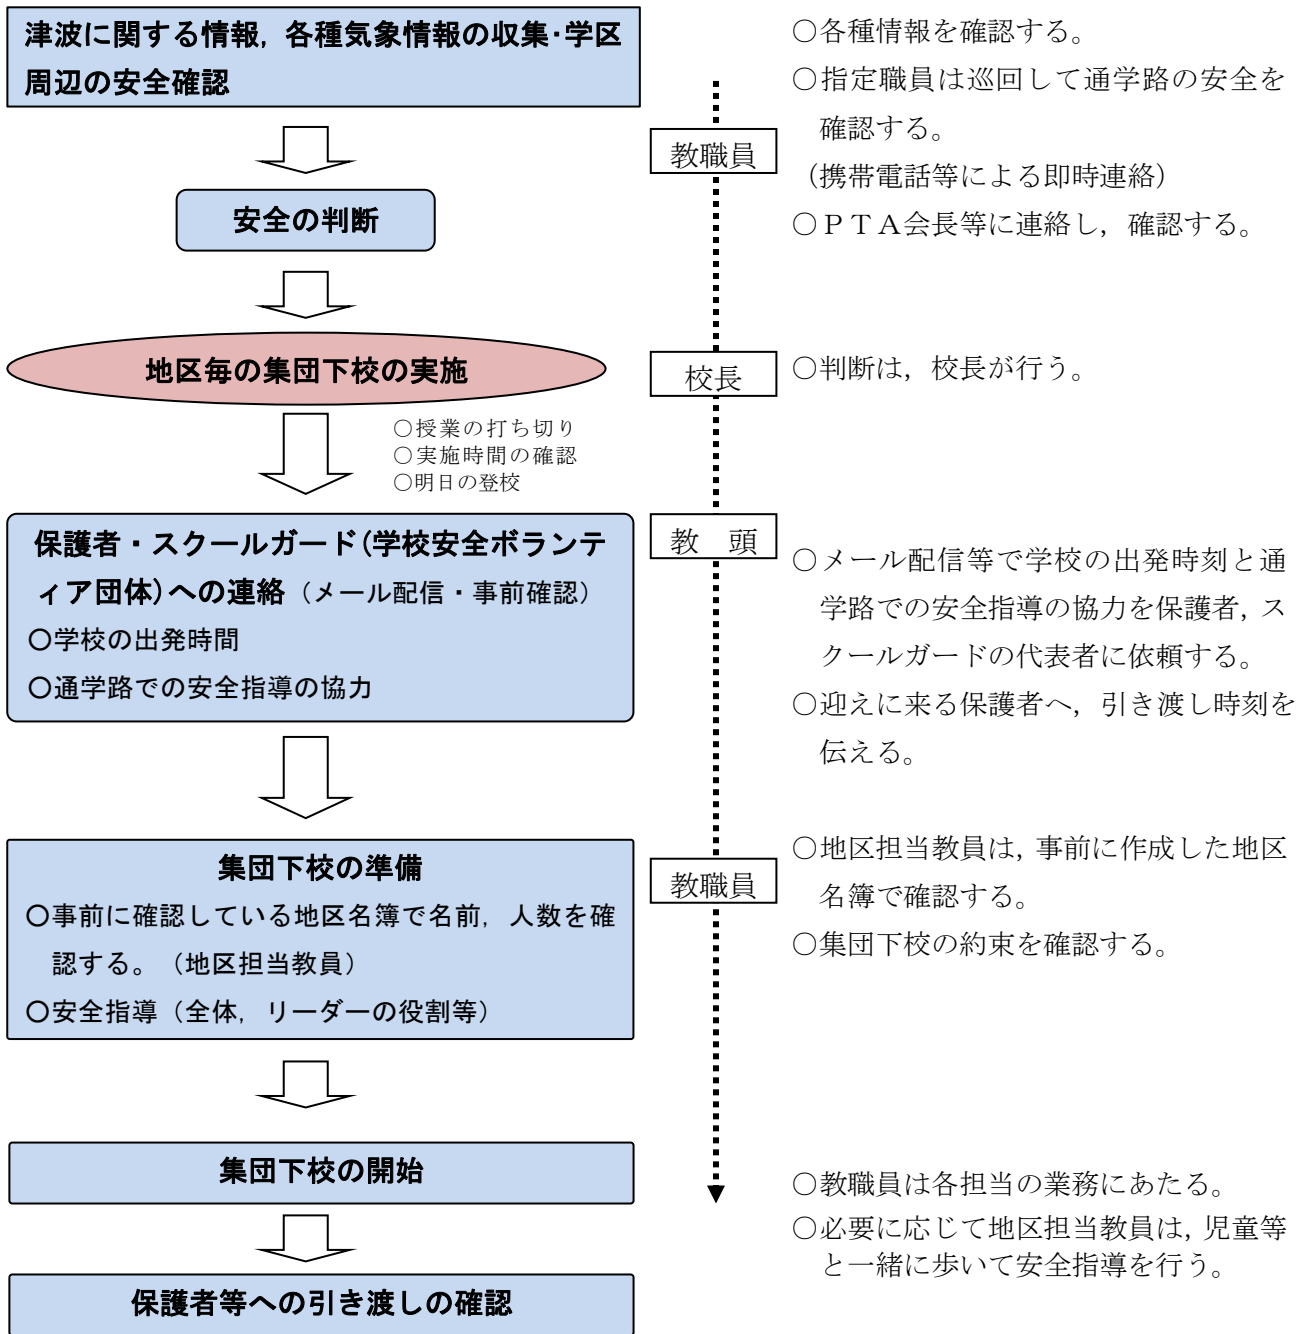 津波に関する情報，各種気象情報の収集･学区
周辺の安全確認
安全の判断
地区毎の集団下校の実施
○授業の打ち切り
○実施時間の確認
○明日の登校
保護者・スクールガード(学校安全ボランテ
ィア団体)への連絡（メール配信・事前確認）
○学校の出発時間
○通学路での安全指導の協力
集団下校の準備
○事前に確認している地区名簿で名前，人数を確
認する。（地区担当教員）
○安全指導（全体，リーダーの役割等）
集団下校の開始
保護者等への引き渡しの確認
教職員
校長
教　頭
教職員
○各種情報を確認する。
○指定職員は巡回して通学路の安全を
確認する。
（携帯電話等による即時連絡）
○ＰＴＡ会長等に連絡し，確認する。
○判断は，校長が行う。
○メール配信等で学校の出発時刻と通
学路での安全指導の協力を保護者，ス
クールガードの代表者に依頼する。
○迎えに来る保護者へ，引き渡し時刻を
伝える。
○地区担当教員は，事前に作成した地区
名簿で確認する。
○集団下校の約束を確認する。
○教職員は各担当の業務にあたる。
○必要に応じて地区担当教員は，児童等
と一緒に歩いて安全指導を行う。